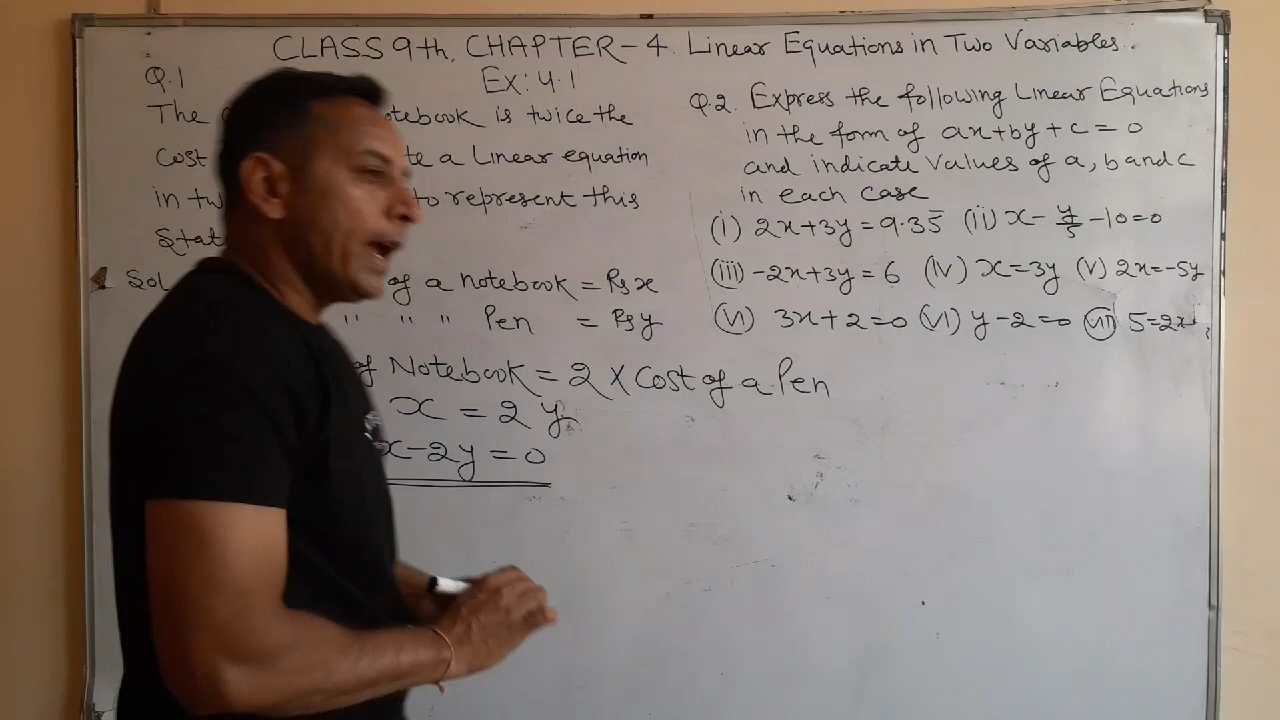 CLASS 9th, CHAPTER-4. Linear Equations in Two Variables.
Ex: 4.1
Q.1
The otebook is twice the
Cost te a Linear equation
in tw to represent this
Stat
Sol of a notebook = Rs x
" " " Pen = Rs y
of Notebook = 2 X Cost of a Pen
x = 2y
x-2y = 0
Q.2. Express the following Linear Equations
in the form of ax+by+c=0
and indicate values of a, b and c
in each case
(i) 2x+3y=9.35̅ (ii) x- y/5 -10=0
(iii) -2x+3y = 6 (iv) x=3y (v) 2x=-5y
(vi) 3x+2=0 (vi) y-2=0 (viii) 5=2x